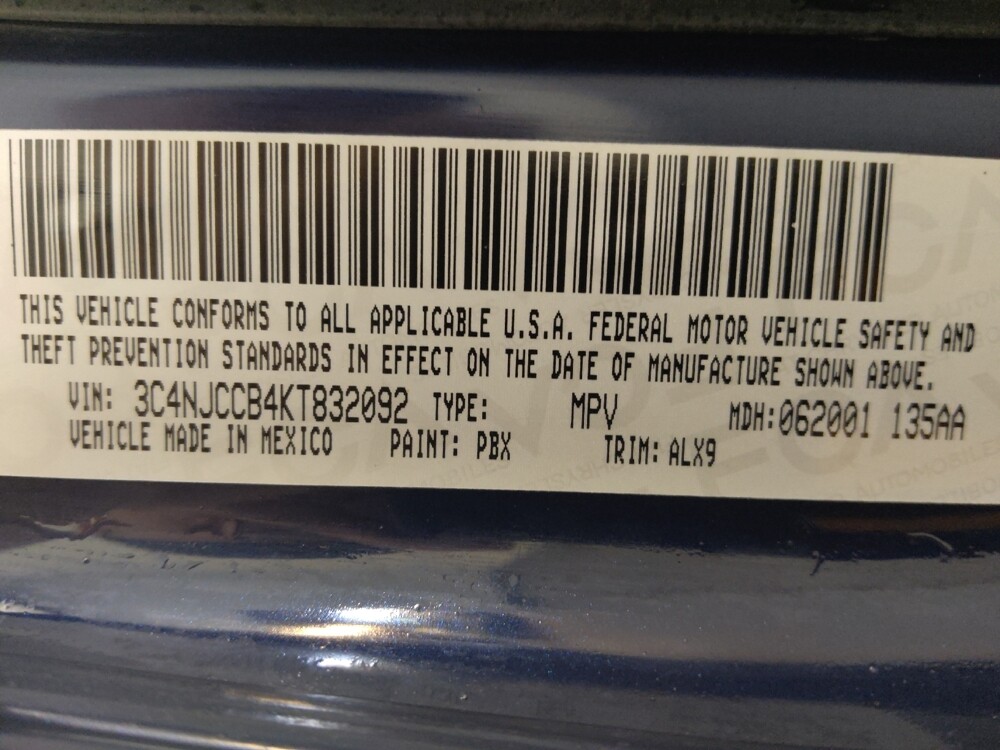 THIS VEHICLE CONFORMS TO ALL APPLICABLE U.S.A. FEDERAL MOTOR VEHICLE SAFETY AND
THEFT PREVENTION STANDARDS IN EFFECT ON THE DATE OF MANUFACTURE SHOWN ABOVE.
VIN: 3C4NJCCB4KT832092 TYPE: MPV MDH:062001 135AA
VEHICLE MADE IN MEXICO PAINT: PBX TRIM: ALX9